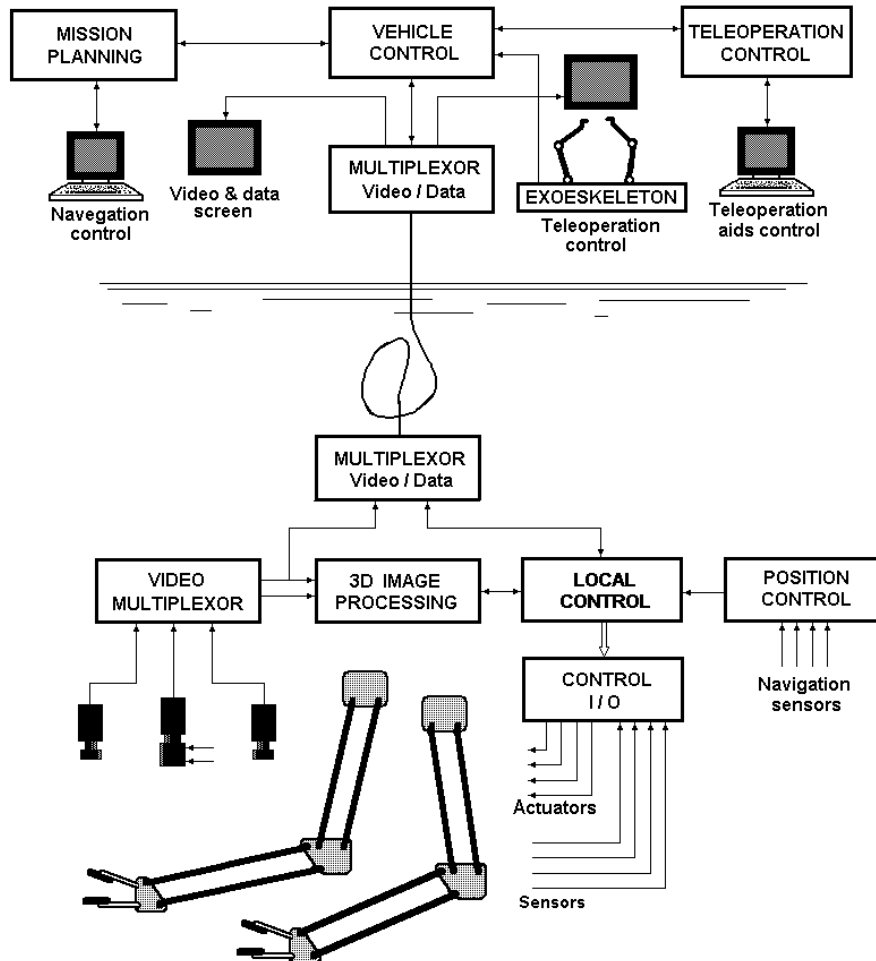 MISSION
PLANNING
VEHICLE
CONTROL
TELEOPERATION
CONTROL
Navegation
control
Video & data
screen
MULTIPLEXOR
Video / Data
EXOESKELETON
Teleoperation
control
Teleoperation
aids control
MULTIPLEXOR
Video / Data
VIDEO
MULTIPLEXOR
3D IMAGE
PROCESSING
LOCAL
CONTROL
POSITION
CONTROL
CONTROL
I / O
Navigation
sensors
Actuators
Sensors